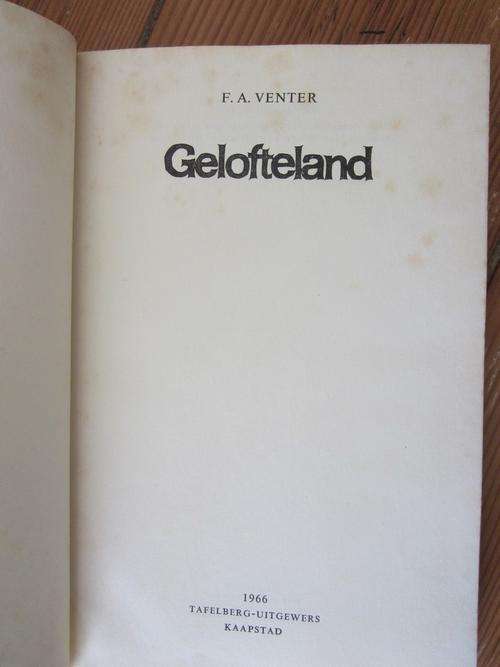 F. A. VENTER
Gelofteland
1966
TAFELBERG-UITGEWERS
KAAPSTAD